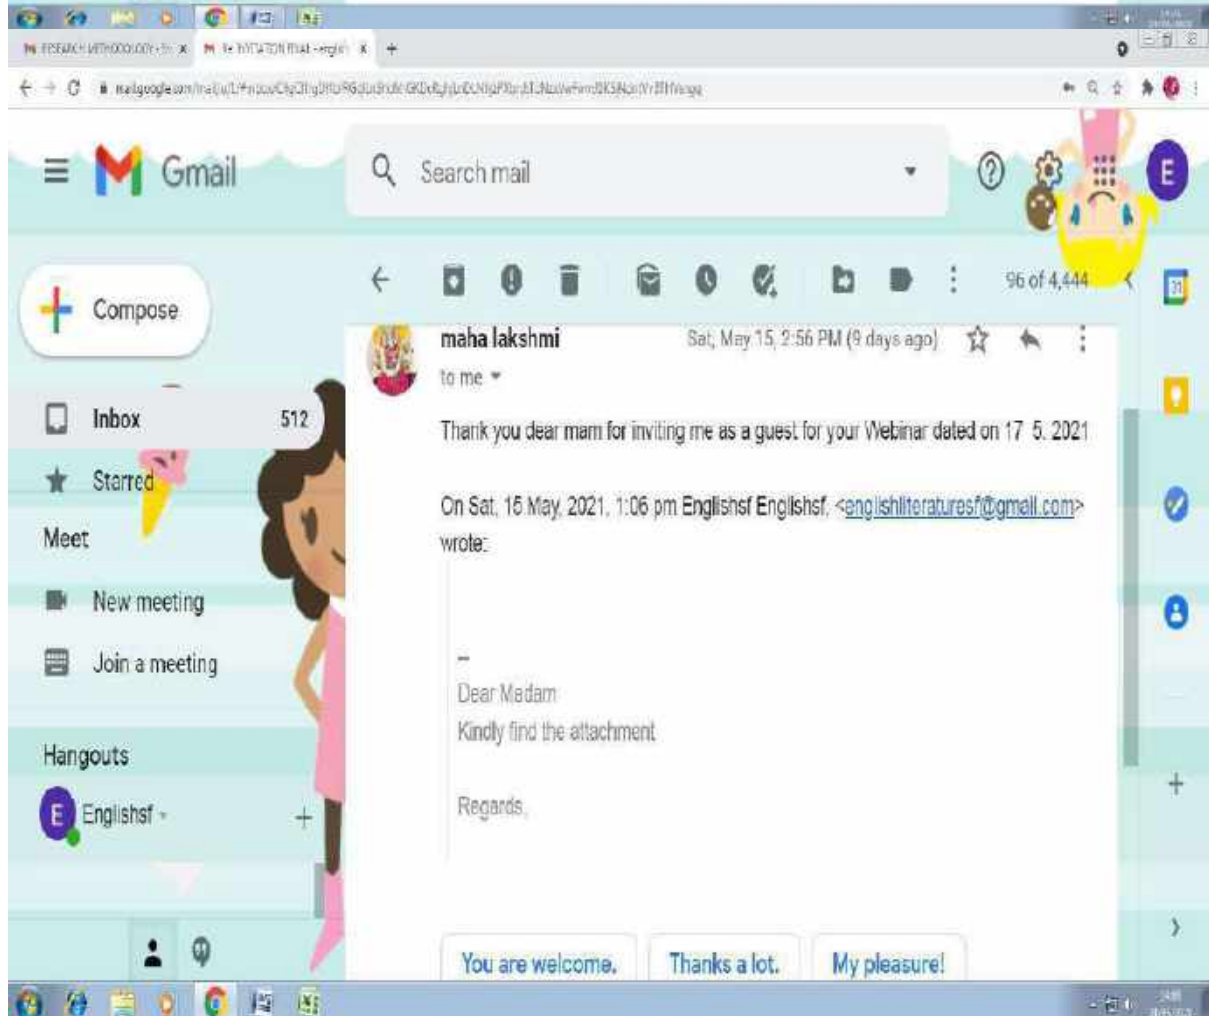 Gmail
Search mail
E
Compose
96 of 4,444
31
Inbox 512
Starred
Meet
New meeting
Join a meeting
Hangouts
E Englishsf
maha lakshmi Sat, May 15, 2:56 PM (9 days ago)
to me
Thank you dear mam for inviting me as a guest for your Webinar dated on 17 5. 2021
On Sat, 15 May, 2021, 1:06 pm Englishsf Englishsf, <englishliteraturesf@gmail.com>
wrote:
--
Dear Madam
Kindly find the attachment
Regards,
You are welcome. Thanks a lot. My pleasure!